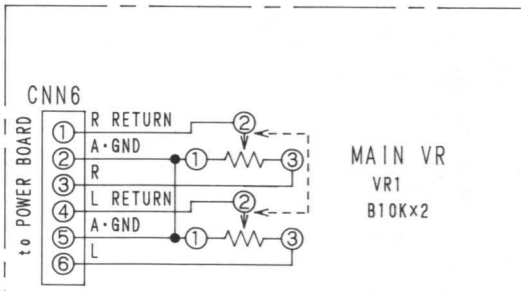 CNN6
to POWER BOARD
① R RETURN ②
② A·GND ① ③
③ R
④ L RETURN ②
⑤ A·GND ① ③
⑥ L
MAIN VR
VR1
B10K×2